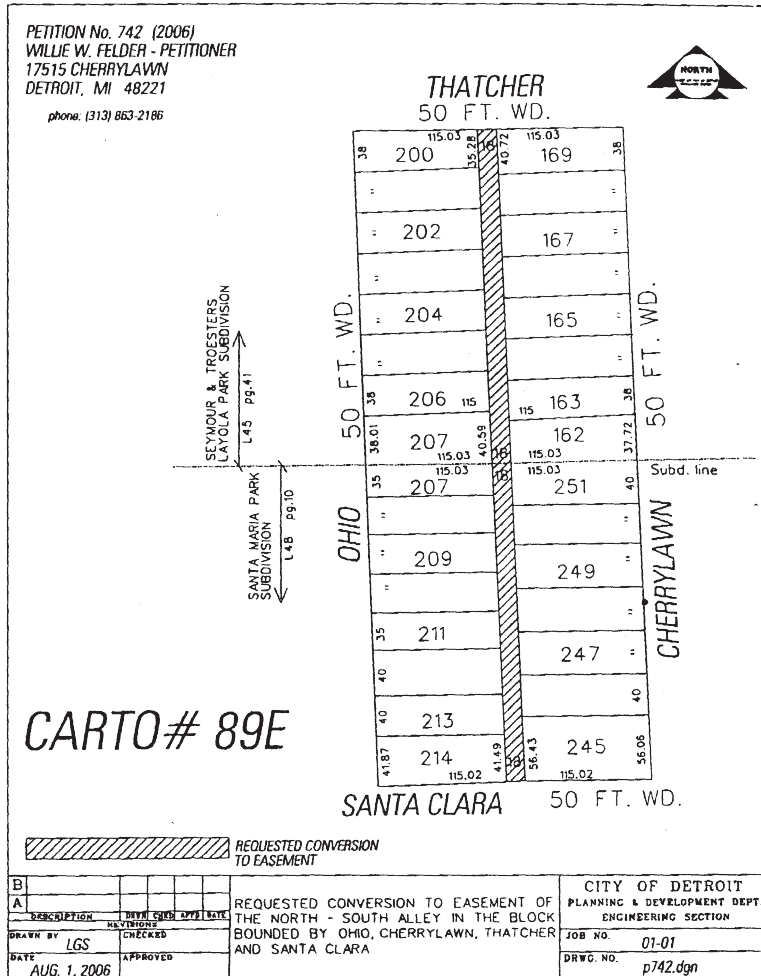 PETITION No. 742 (2006)
WILLIE W. FELDER - PETITIONER
17515 CHERRYLAWN
DETROIT, MI 48221
phone: (313) 863-2186
NORTH
THATCHER
50 FT. WD.
115.03
115.03
38
200
35.28
18
40.72
169
38
"
"
"
202
167
"
"
"
"
204
165
"
"
"
38
206
115
115
163
38
38.01
207
40.59
162
37.72
115.03
18
115.03
50 FT. WD.
50 FT. WD.
SEYMOUR & TROESTERS
LAYOLA PARK SUBDIVISION
L45 pg.41
Subd. line
115.03
18
115.03
35
207
251
40
"
"
"
209
249
"
"
"
35
211
247
"
40
40
40
213
41.87
214
41.49
18
56.43
245
56.06
115.02
115.02
SANTA MARIA PARK
SUBDIVISION
L48 pg.10
OHIO
CHERRYLAWN
CARTO# 89E
SANTA CLARA
50 FT. WD.
REQUESTED CONVERSION
TO EASEMENT
B
A
DESCRIPTION
DRWN
CHKD
APPD
DATE
REVISIONS
DRAWN BY
LGS
CHECKED
DATE
AUG. 1, 2006
APPROVED
REQUESTED CONVERSION TO EASEMENT OF
THE NORTH - SOUTH ALLEY IN THE BLOCK
BOUNDED BY OHIO, CHERRYLAWN, THATCHER
AND SANTA CLARA
CITY OF DETROIT
PLANNING & DEVELOPMENT DEPT.
ENGINEERING SECTION
JOB NO.
01-01
DRWG. NO.
p742.dgn